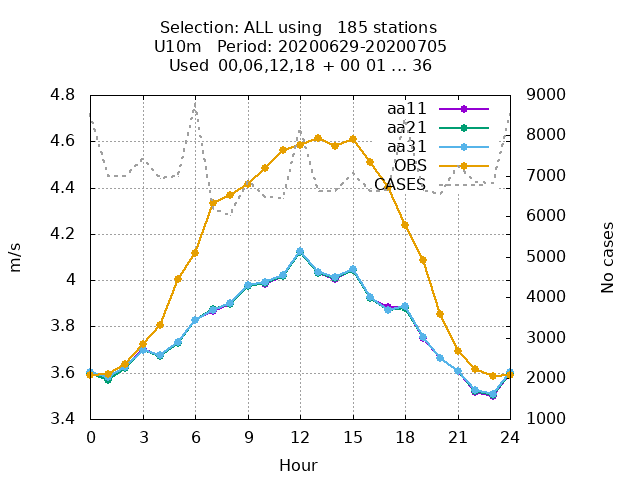 Selection: ALL using   185 stations
U10m   Period: 20200629-20200705
Used  00,06,12,18 + 00 01 ... 36
4.8
4.6
4.4
4.2
4
3.8
3.6
3.4
m/s
aa11
aa21
aa31
OBS
CASES
9000
8000
7000
6000
5000
4000
3000
2000
1000
No cases
0 3 6 9 12 15 18 21 24
Hour